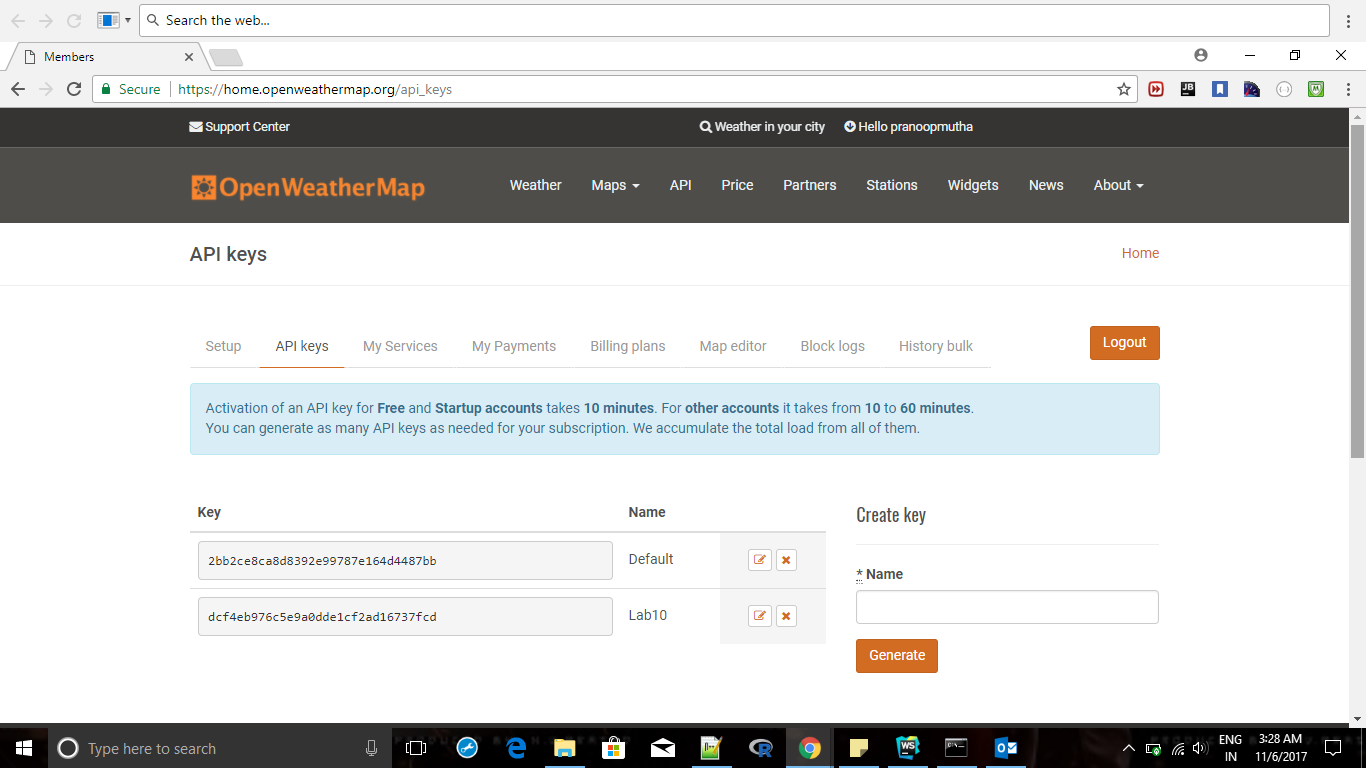 Search the web...
Members
Secure https://home.openweathermap.org/api_keys
JB
Support Center Weather in your city Hello pranoopmutha
OpenWeatherMap Weather Maps API Price Partners Stations Widgets News About
API keys Home
Setup API keys My Services My Payments Billing plans Map editor Block logs History bulk Logout
Activation of an API key for Free and Startup accounts takes 10 minutes. For other accounts it takes from 10 to 60 minutes.
You can generate as many API keys as needed for your subscription. We accumulate the total load from all of them.
Key Name Create key
2bb2ce8ca8d8392e99787e164d4487bb Default
* Name
dcf4eb976c5e9a0dde1cf2ad16737fcd Lab10
Generate
Type here to search
WS
ENG
IN
3:28 AM
11/6/2017